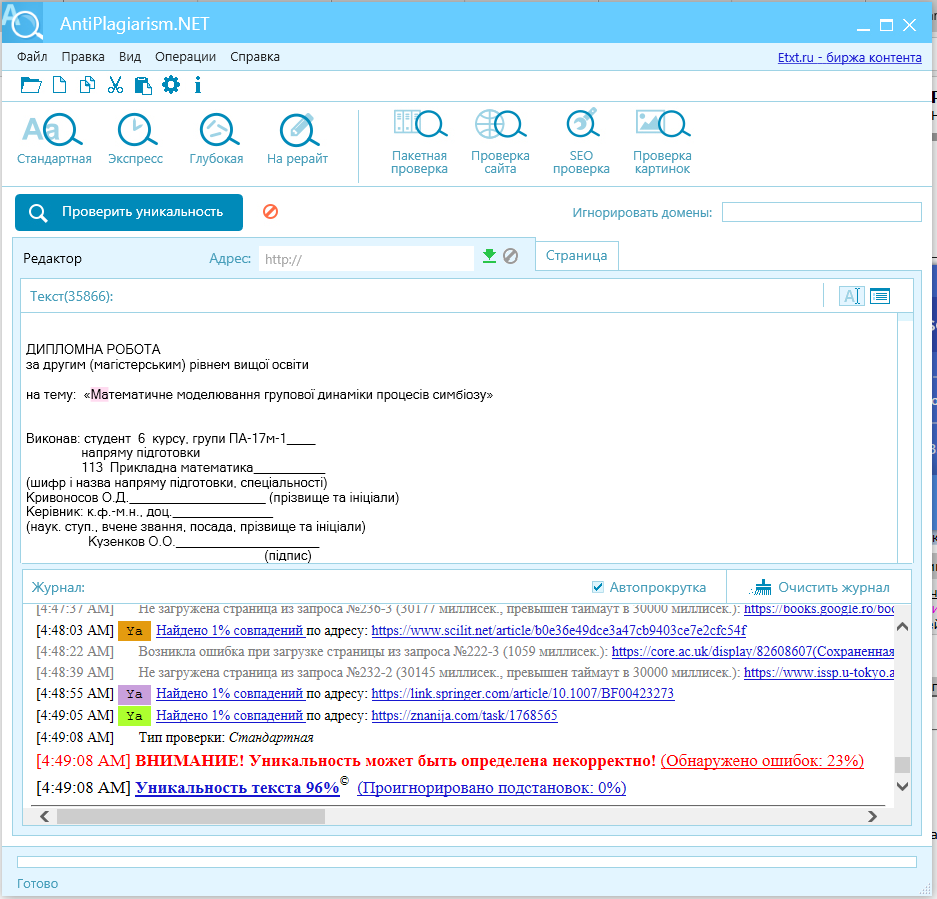 AntiPlagiarism.NET
Файл Правка Вид Операции Справка
Etxt.ru - биржа контента
Стандартная Экспресс Глубокая На рерайт
Пакетная проверка
Проверка сайта
SEO проверка
Проверка картинок
Проверить уникальность
Игнорировать домены:
Редактор Адрес: http:// Страница
Текст(35866):
ДИПЛОМНА РОБОТА
за другим (магістерським) рівнем вищої освіти
на тему: «Математичне моделювання групової динаміки процесів симбіозу»
Виконав: студент 6 курсу, групи ПА-17м-1____
напряму підготовки
113 Прикладна математика__________
(шифр і назва напряму підготовки, спеціальності)
Кривоносов О.Д.___________________ (прізвище та ініціали)
Керівник: к.ф.-м.н., доц.______________
(наук. ступ., вчене звання, посада, прізвище та ініціали)
Кузенков О.О.____________________
(підпис)
Журнал: Автопрокрутка Очистить журнал
[4:47:37 AM] Не загружена страница из запроса №236-3 (30177 миллисек., превышен таймаут в 30000 миллисек.): https://books.google.ro/boo
[4:48:03 AM] Ya Найдено 1% совпадений по адресу: https://www.scilit.net/article/b0e36e49dce3a47cb9403ce7e2cfc54f
[4:48:22 AM] Возникла ошибка при загрузке страницы из запроса №222-3 (1059 миллисек.): https://core.ac.uk/display/82608607(Сохраненная
[4:48:39 AM] Не загружена страница из запроса №232-2 (30145 миллисек., превышен таймаут в 30000 миллисек.): https://www.issp.u-tokyo.a
[4:48:55 AM] Ya Найдено 1% совпадений по адресу: https://link.springer.com/article/10.1007/BF00423273
[4:49:05 AM] Ya Найдено 1% совпадений по адресу: https://znanija.com/task/1768565
[4:49:08 AM] Тип проверки: Стандартная
[4:49:08 AM] ВНИМАНИЕ! Уникальность может быть определена некорректно! (Обнаружено ошибок: 23%)
[4:49:08 AM] Уникальность текста 96%© (Проигнорировано подстановок: 0%)
Готово